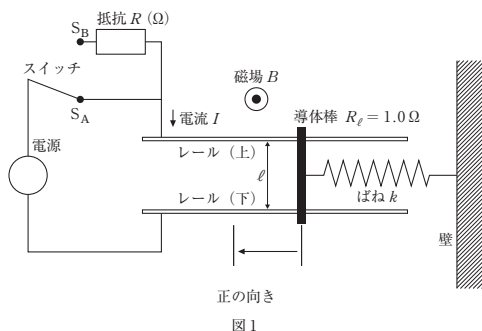 抵抗 R (Ω)
S_B
スイッチ
S_A
磁場 B
電流 I
導体棒 R_ℓ = 1.0 Ω
電源
レール（上）
ℓ
レール（下）
ばね k
壁
正の向き
図 1